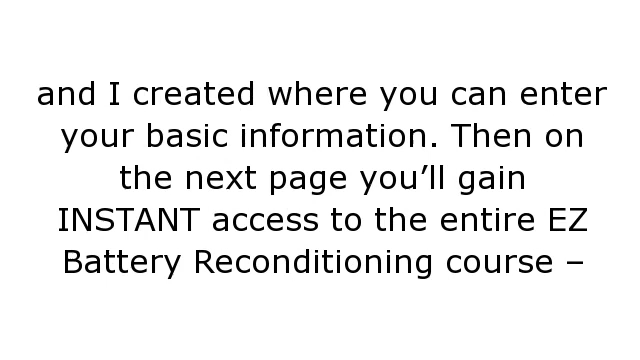 and I created where you can enter
your basic information. Then on
the next page you’ll gain
INSTANT access to the entire EZ
Battery Reconditioning course –